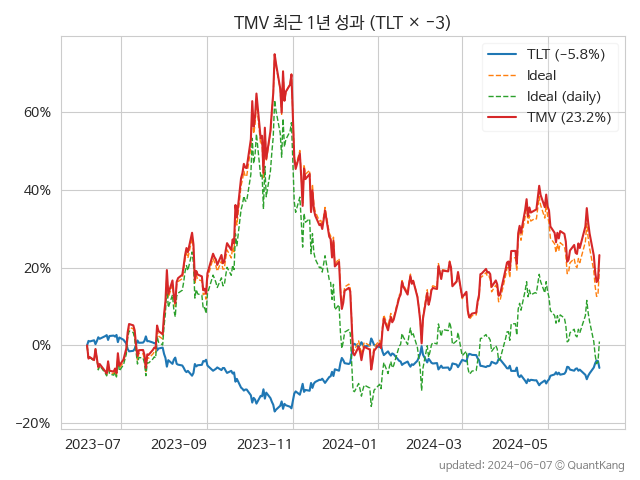 TMV 최근 1년 성과 (TLT × −3)
TLT (−5.8%)
Ideal
Ideal (daily)
TMV (23.2%)
60%
40%
20%
0%
−20%
2023-07
2023-09
2023-11
2024-01
2024-03
2024-05
updated: 2024-06-07 © QuantKang